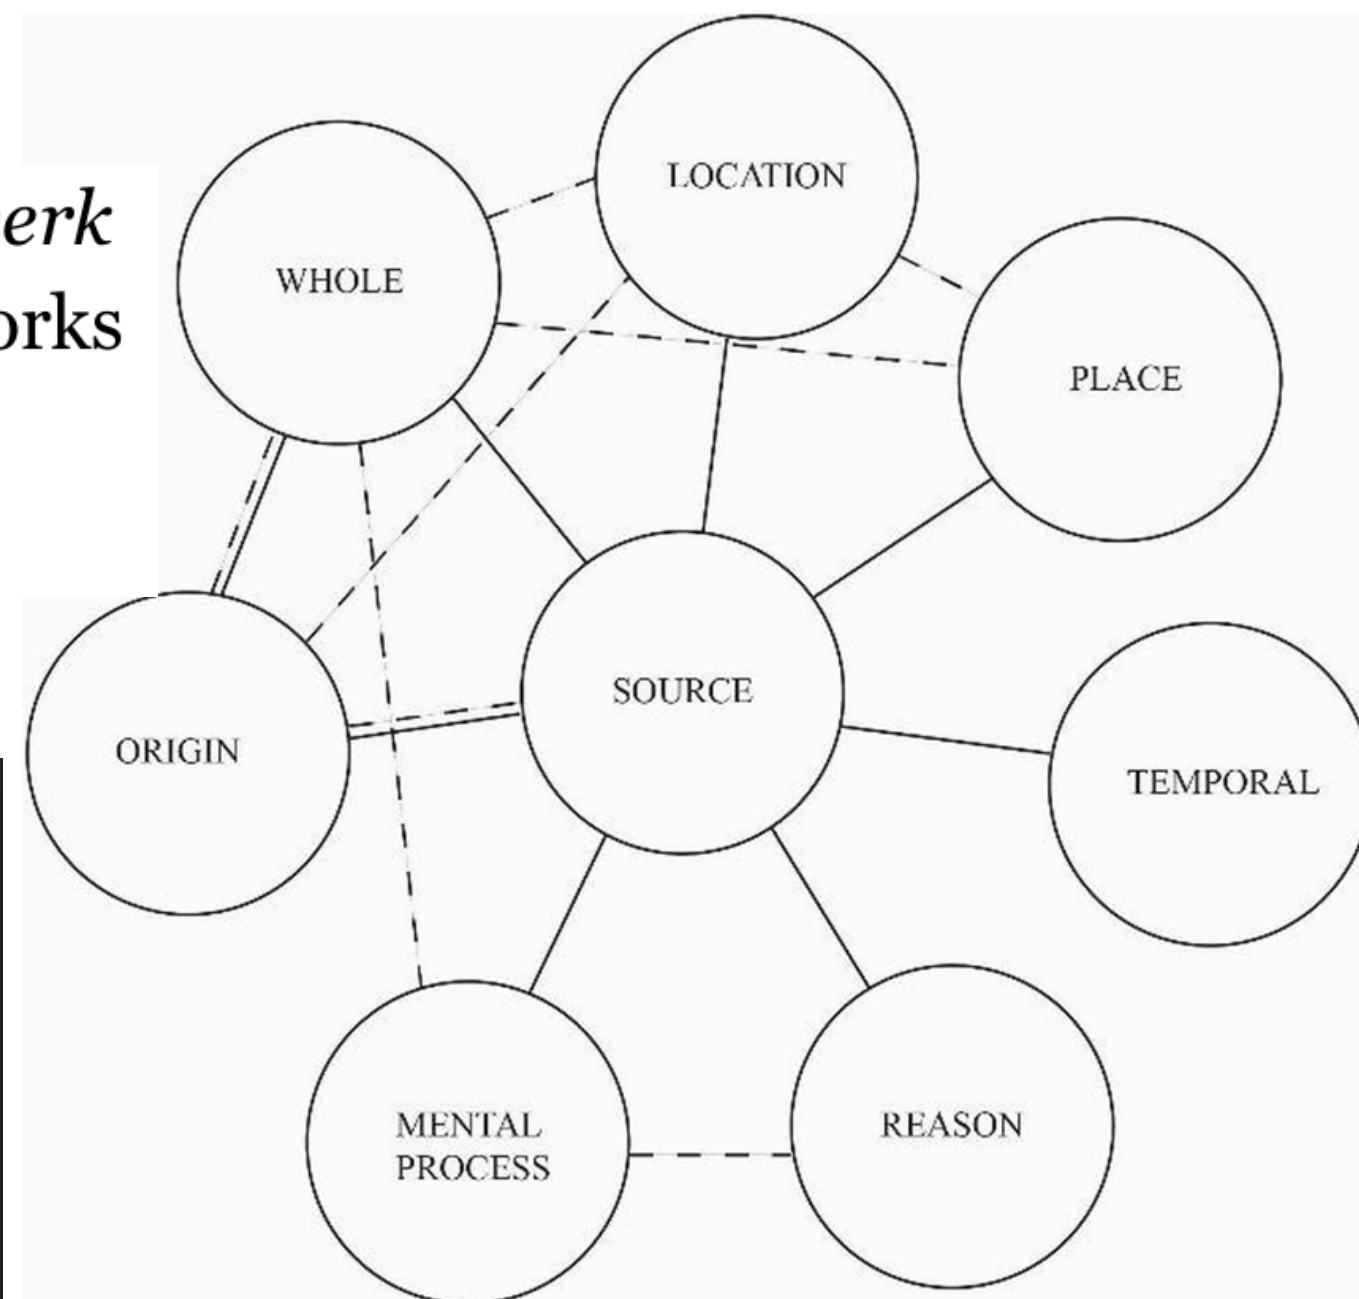 LOCATION
erk
WHOLE
orks
PLACE
SOURCE
ORIGIN
TEMPORAL
MENTAL
PROCESS
REASON